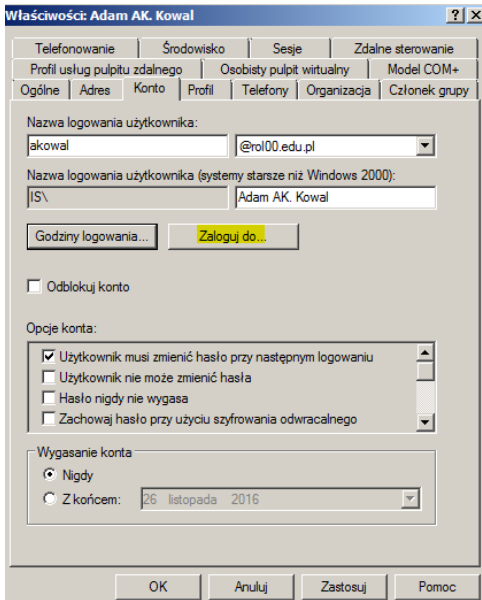 Właściwości: Adam AK. Kowal
Telefonowanie Środowisko Sesje Zdalne sterowanie
Profil usług pulpitu zdalnego Osobisty pulpit wirtualny Model COM+
Ogólne Adres Konto Profil Telefony Organizacja Członek grupy
Nazwa logowania użytkownika:
akowal @rol00.edu.pl
Nazwa logowania użytkownika (systemy starsze niż Windows 2000):
IS\ Adam AK. Kowal
Godziny logowania... Zaloguj do...
Odblokuj konto
Opcje konta:
Użytkownik musi zmienić hasło przy następnym logowaniu
Użytkownik nie może zmienić hasła
Hasło nigdy nie wygasa
Zachowaj hasło przy użyciu szyfrowania odwracalnego
Wygasanie konta
Nigdy
Z końcem: 26 listopada 2016
OK Anuluj Zastosuj Pomoc